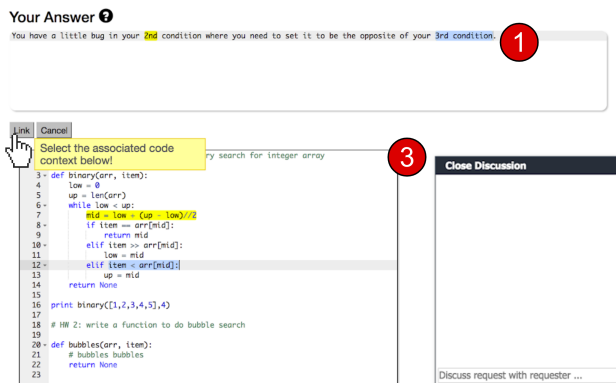 Your Answer ?
You have a little bug in your 2nd condition where you need to set it to be the opposite of your 3rd condition.
1
Link Cancel
Select the associated code
context below!
ry search for integer array
3
Close Discussion
3 def binary(arr, item):
4 low = 0
5 up = len(arr)
6 while low < up:
7 mid = low + (up - low)//2
8 if item == arr[mid]:
9 return mid
10 elif item >> arr[mid]:
11 low = mid
12 elif item < arr[mid]:
13 up = mid
14 return None
15
16 print binary([1,2,3,4,5],4)
17
18 # HW 2: write a function to do bubble search
19
20 def bubbles(arr, item):
21 # bubbles bubbles
22 return None
23
Discuss request with requester ...